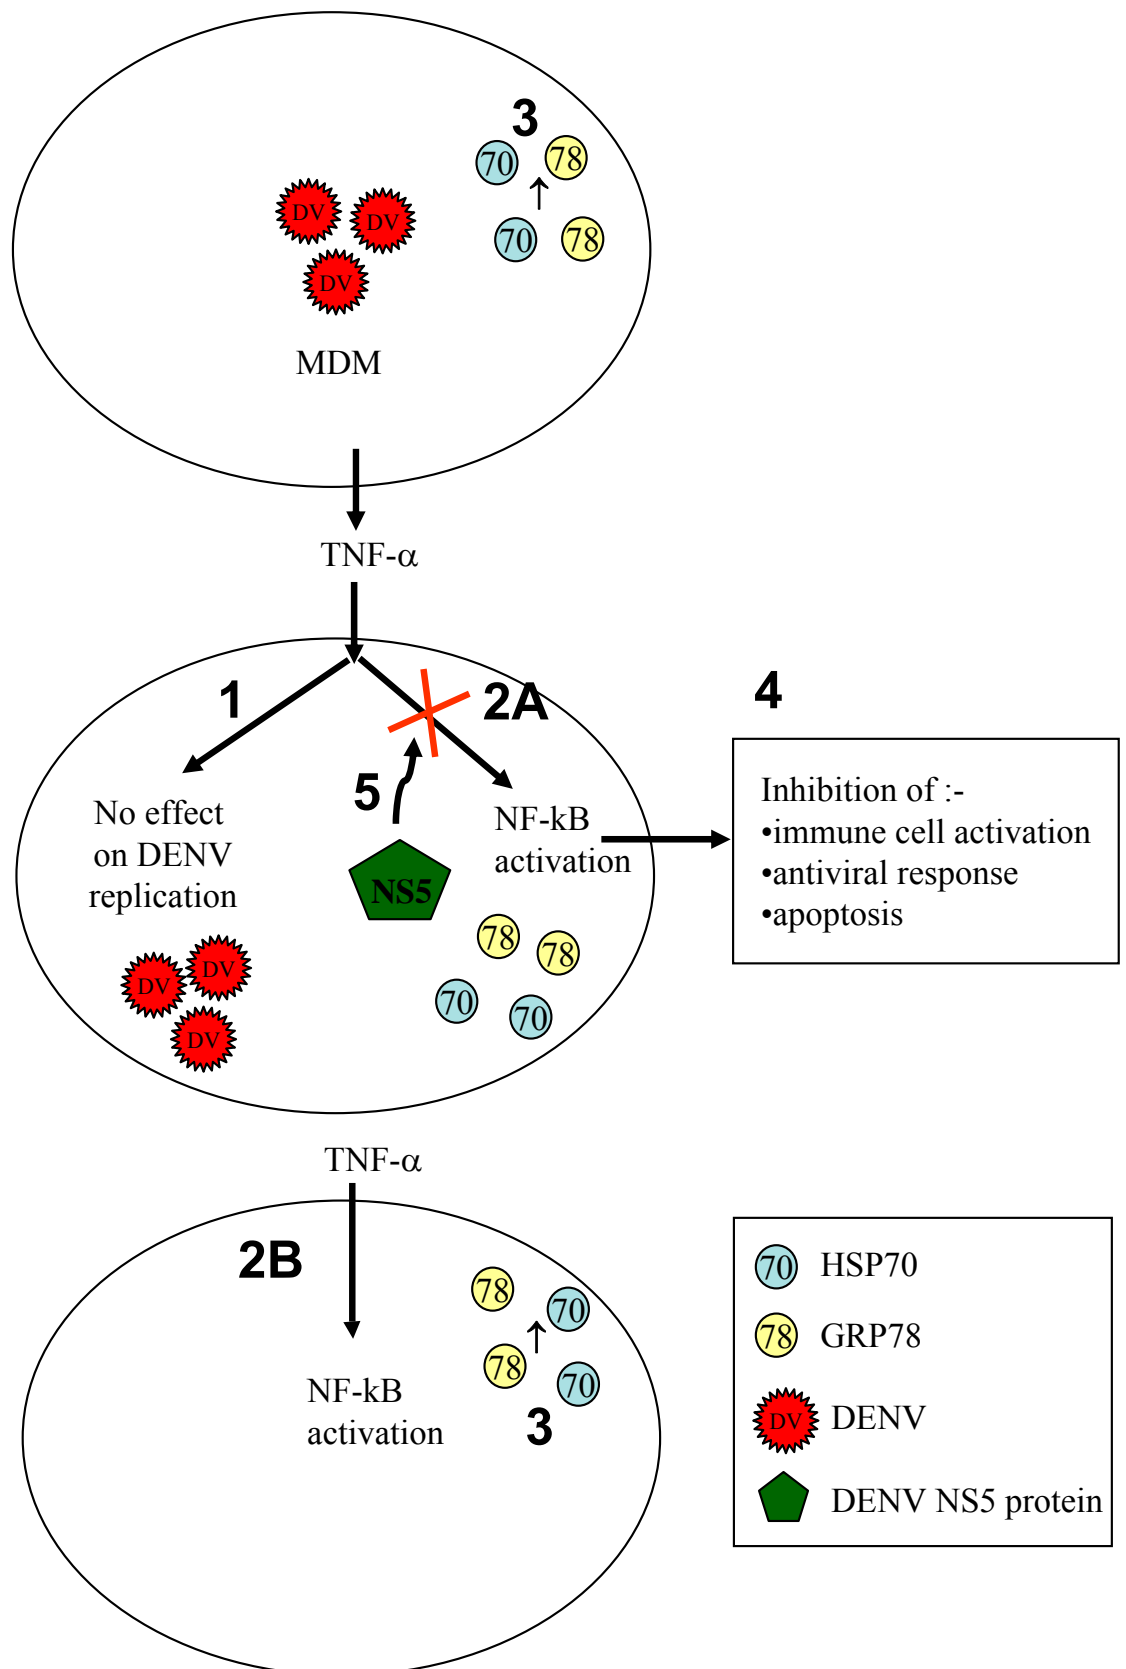 3
70 78
↑
70 78
DV DV
DV
MDM
TNF-α
1
2A
4
5
No effect
on DENV
replication
NS5
NF-kB
activation
Inhibition of :-
•immune cell activation
•antiviral response
•apoptosis
78 78
70 70
DV DV
DV
TNF-α
2B
78 70
↑
78 70
3
NF-kB
activation
70 HSP70
78 GRP78
DV DENV
DENV NS5 protein